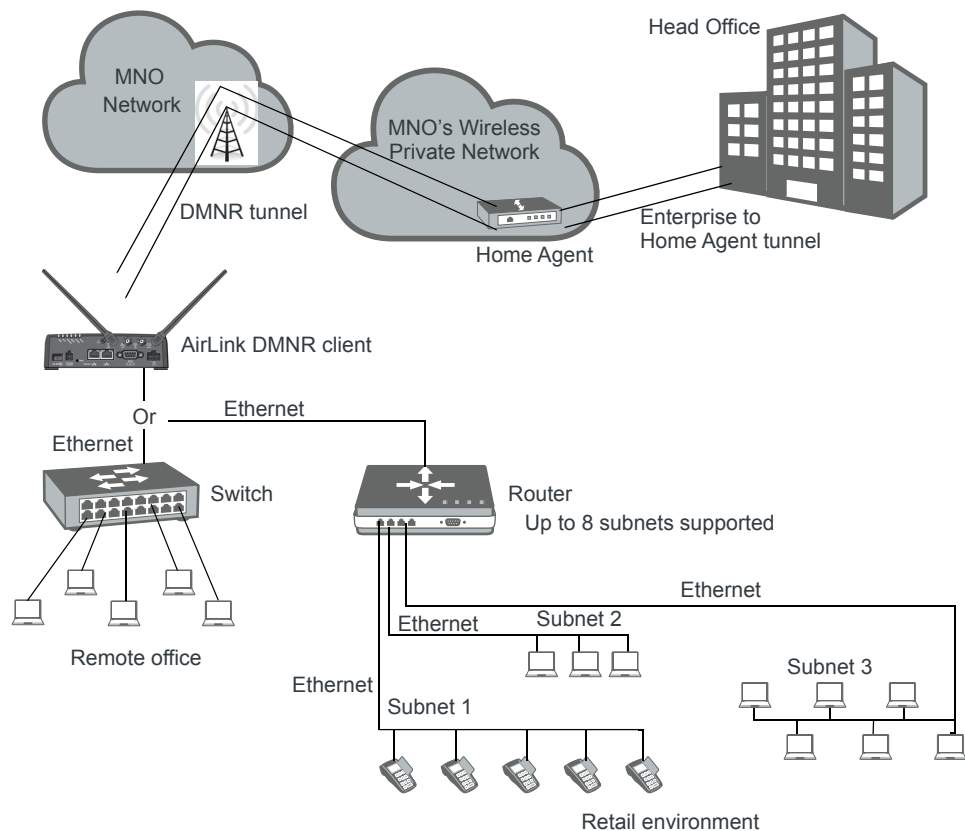 Head Office
MNO
Network
MNO's Wireless
Private Network
DMNR tunnel
Enterprise to
Home Agent tunnel
Home Agent
AirLink DMNR client
Or
Ethernet
Ethernet
Switch
Router
Up to 8 subnets supported
Ethernet
Ethernet
Subnet 2
Remote office
Subnet 3
Ethernet
Subnet 1
Retail environment